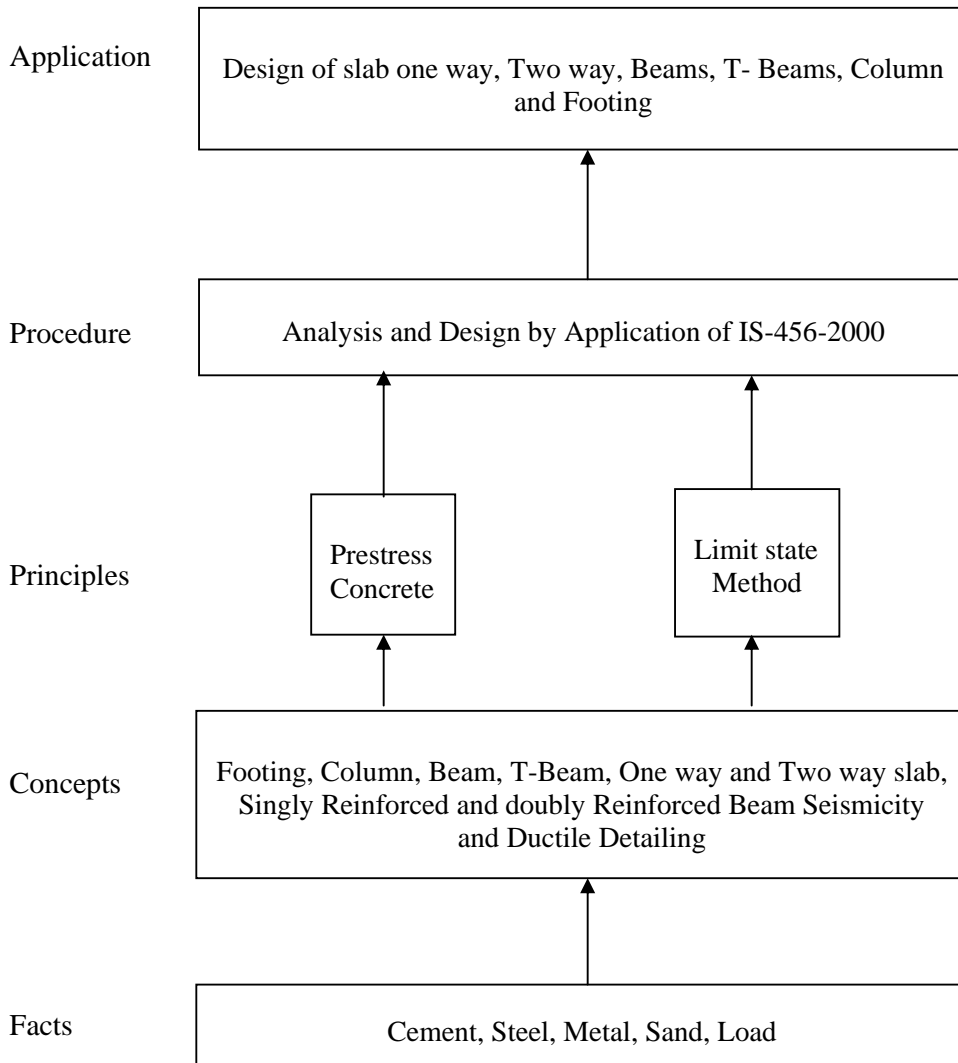 Application
Design of slab one way, Two way, Beams, T- Beams, Column
and Footing
Procedure
Analysis and Design by Application of IS-456-2000
Principles
Prestress
Concrete
Limit state
Method
Concepts
Footing, Column, Beam, T-Beam, One way and Two way slab,
Singly Reinforced and doubly Reinforced Beam Seismicity
and Ductile Detailing
Facts
Cement, Steel, Metal, Sand, Load